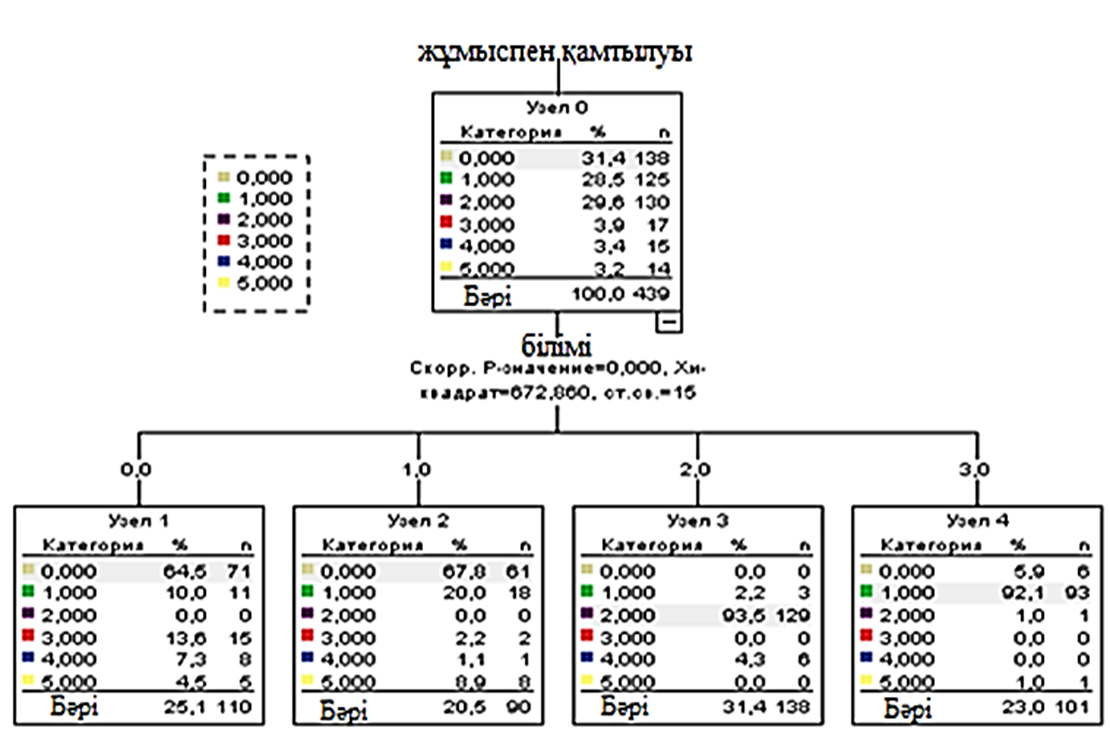 жұмыспен қамтылуы
Узел 0
Категория % n
0,000 31,4 138
1,000 28,5 125
2,000 29,6 130
3,000 3,9 17
4,000 3,4 15
5,000 3,2 14
Бәрі 100,0 439
0,000
1,000
2,000
3,000
4,000
5,000
білімі
Скорр. Р-значение=0,000, Хи-
квадрат=672,860, ст.св.=15
0,0 1,0 2,0 3,0
Узел 1
Категория % n
0,000 64,5 71
1,000 10,0 11
2,000 0,0 0
3,000 13,6 15
4,000 7,3 8
5,000 4,5 5
Бәрі 25,1 110
Узел 2
Категория % n
0,000 67,8 61
1,000 20,0 18
2,000 0,0 0
3,000 2,2 2
4,000 1,1 1
5,000 8,9 8
Бәрі 20,5 90
Узел 3
Категория % n
0,000 0,0 0
1,000 2,2 3
2,000 93,5 129
3,000 0,0 0
4,000 4,3 6
5,000 0,0 0
Бәрі 31,4 138
Узел 4
Категория % n
0,000 5,9 6
1,000 92,1 93
2,000 1,0 1
3,000 0,0 0
4,000 0,0 0
5,000 1,0 1
Бәрі 23,0 101